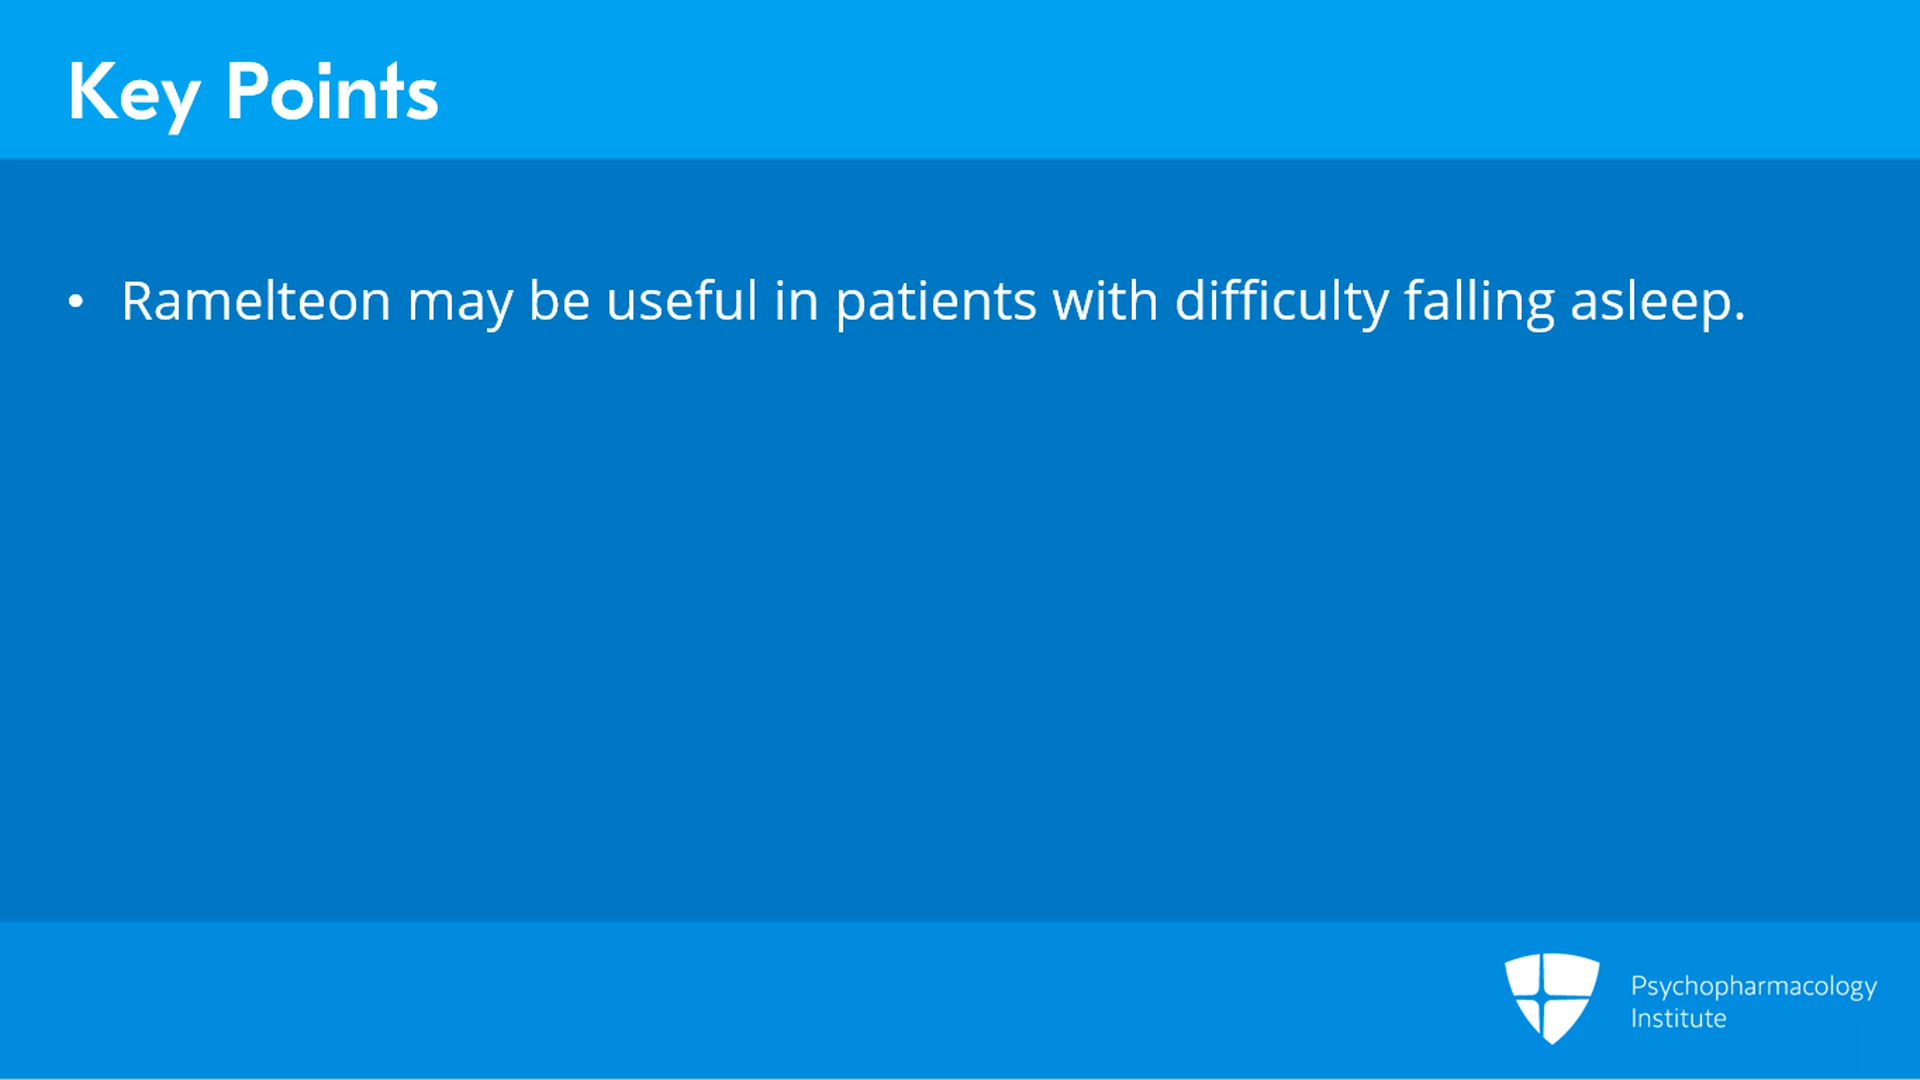 Key Points
• Ramelteon may be useful in patients with difficulty falling asleep.
Psychopharmacology
Institute